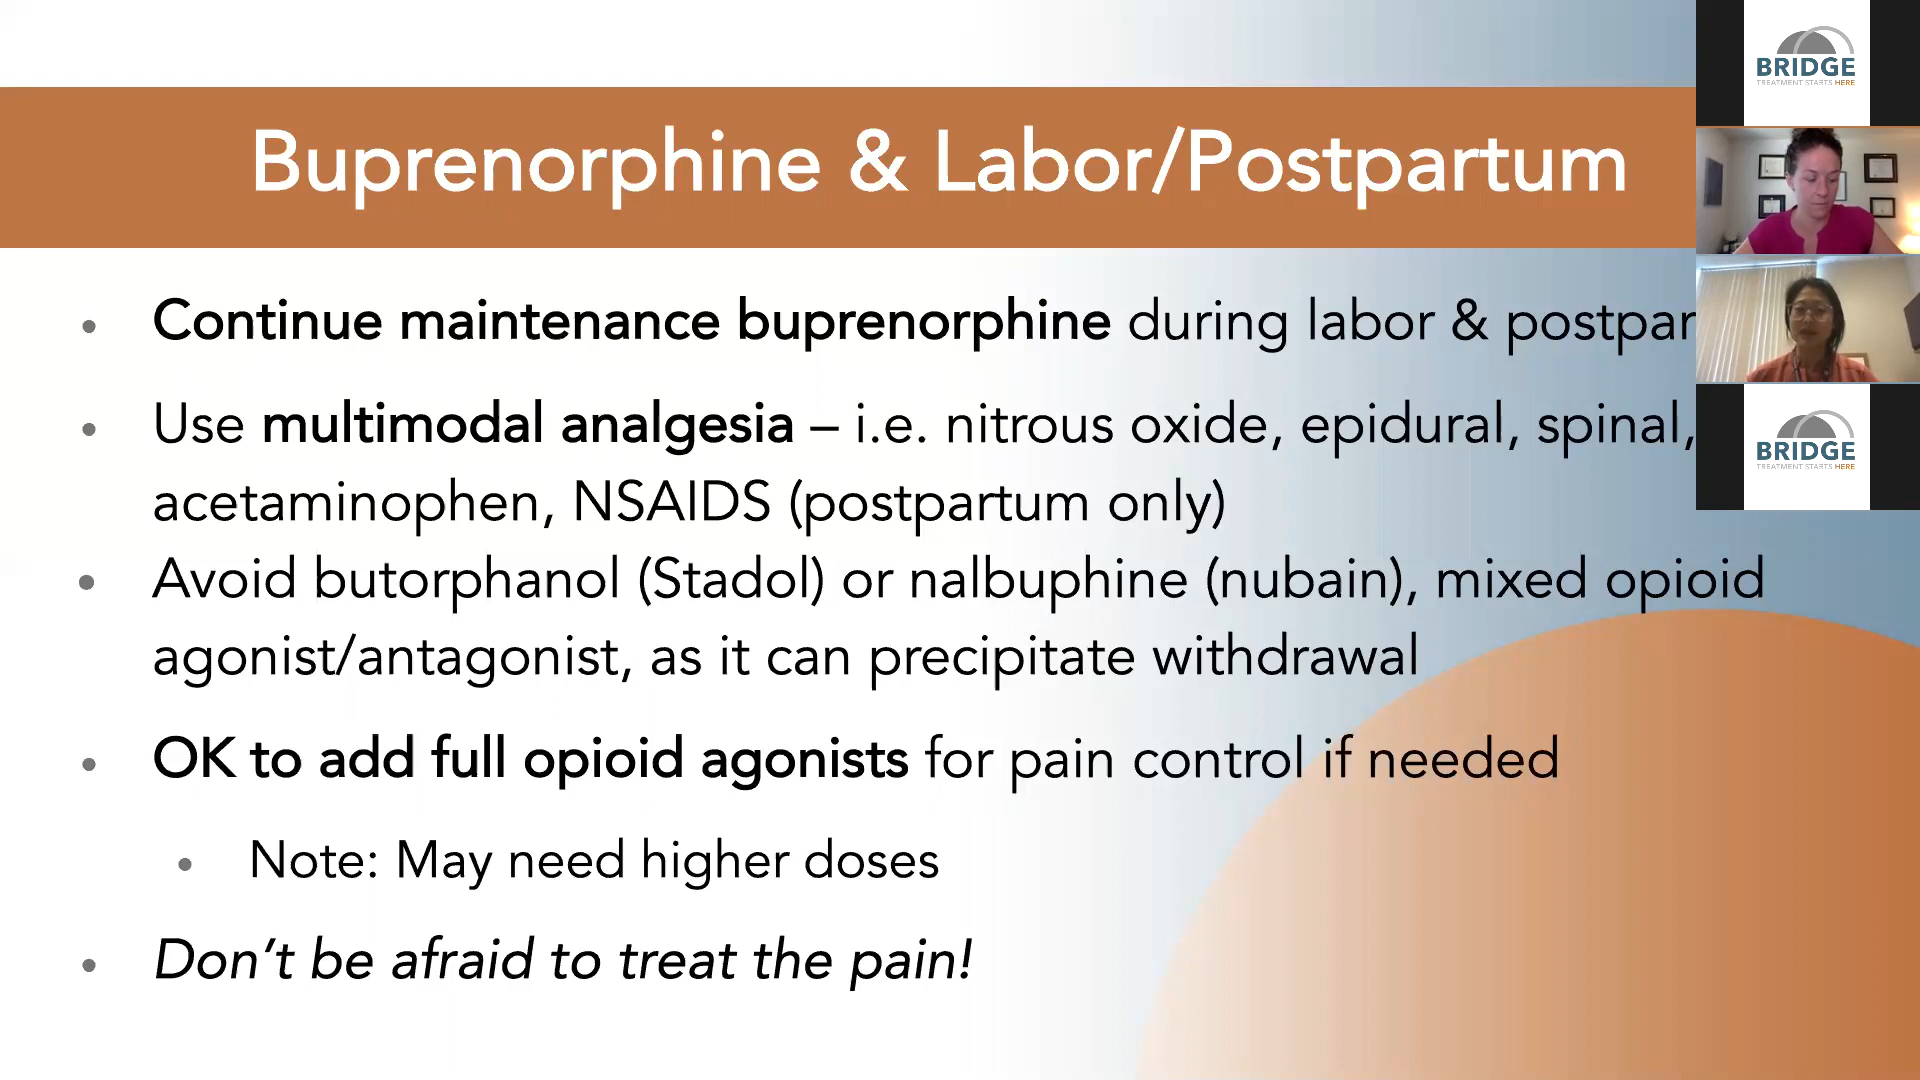 Buprenorphine & Labor/Postpartum
• Continue maintenance buprenorphine during labor & postpar
• Use multimodal analgesia – i.e. nitrous oxide, epidural, spinal,
acetaminophen, NSAIDS (postpartum only)
• Avoid butorphanol (Stadol) or nalbuphine (nubain), mixed opioid
agonist/antagonist, as it can precipitate withdrawal
• OK to add full opioid agonists for pain control if needed
• Note: May need higher doses
• Don’t be afraid to treat the pain!
BRIDGE
TREATMENT STARTS HERE
BRIDGE
TREATMENT STARTS HERE